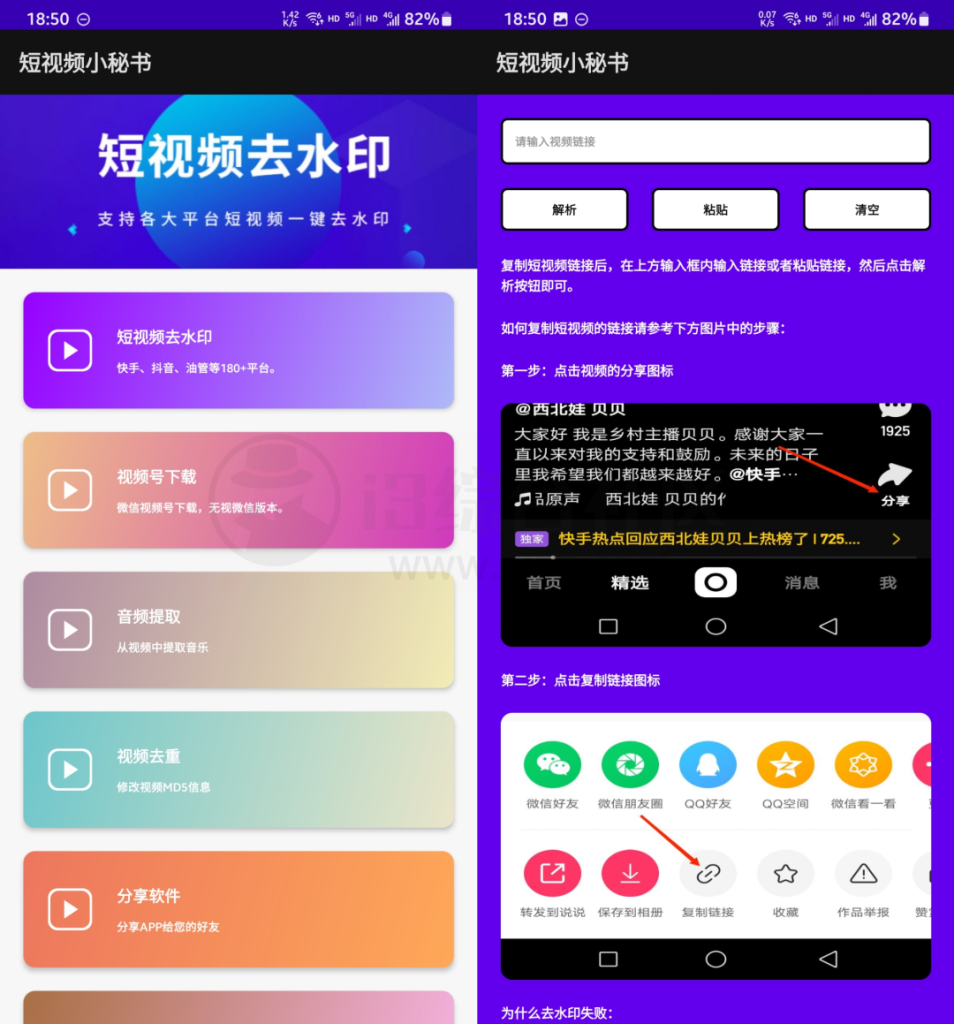 18:50
1.42
K/s
HD
5G
HD
4G
82%
短视频小秘书
短视频去水印
支持各大平台短视频一键去水印
短视频去水印
快手、抖音、油管等180+平台。
视频号下载
微信视频号下载，无视微信版本。
音频提取
从视频中提取音乐
视频去重
修改视频MD5信息
分享软件
分享APP给您的好友
18:50
0.07
K/s
HD
5G
HD
4G
82%
短视频小秘书
请输入视频链接
解析
粘贴
清空
复制短视频链接后，在上方输入框内输入链接或者粘贴链接，然后点击解
析按钮即可。
如何复制短视频的链接请参考下方图片中的步骤：
第一步：点击视频的分享图标
@西北娃 贝贝
1925
大家好 我是乡村主播贝贝。感谢大家一
直以来对我的支持和鼓励。未来的日子
里我希望我们都越来越好。@快手…
分享
原声 西北娃 贝贝的
独家 快手热点回应西北娃贝贝上热榜了 | 725....
首页 精选 消息 我
第二步：点击复制链接图标
微信好友 微信朋友圈 QQ好友 QQ空间 微信看一看
转发到说说 保存到相册 复制链接 收藏 作品举报 赞
为什么去水印失败：
www.